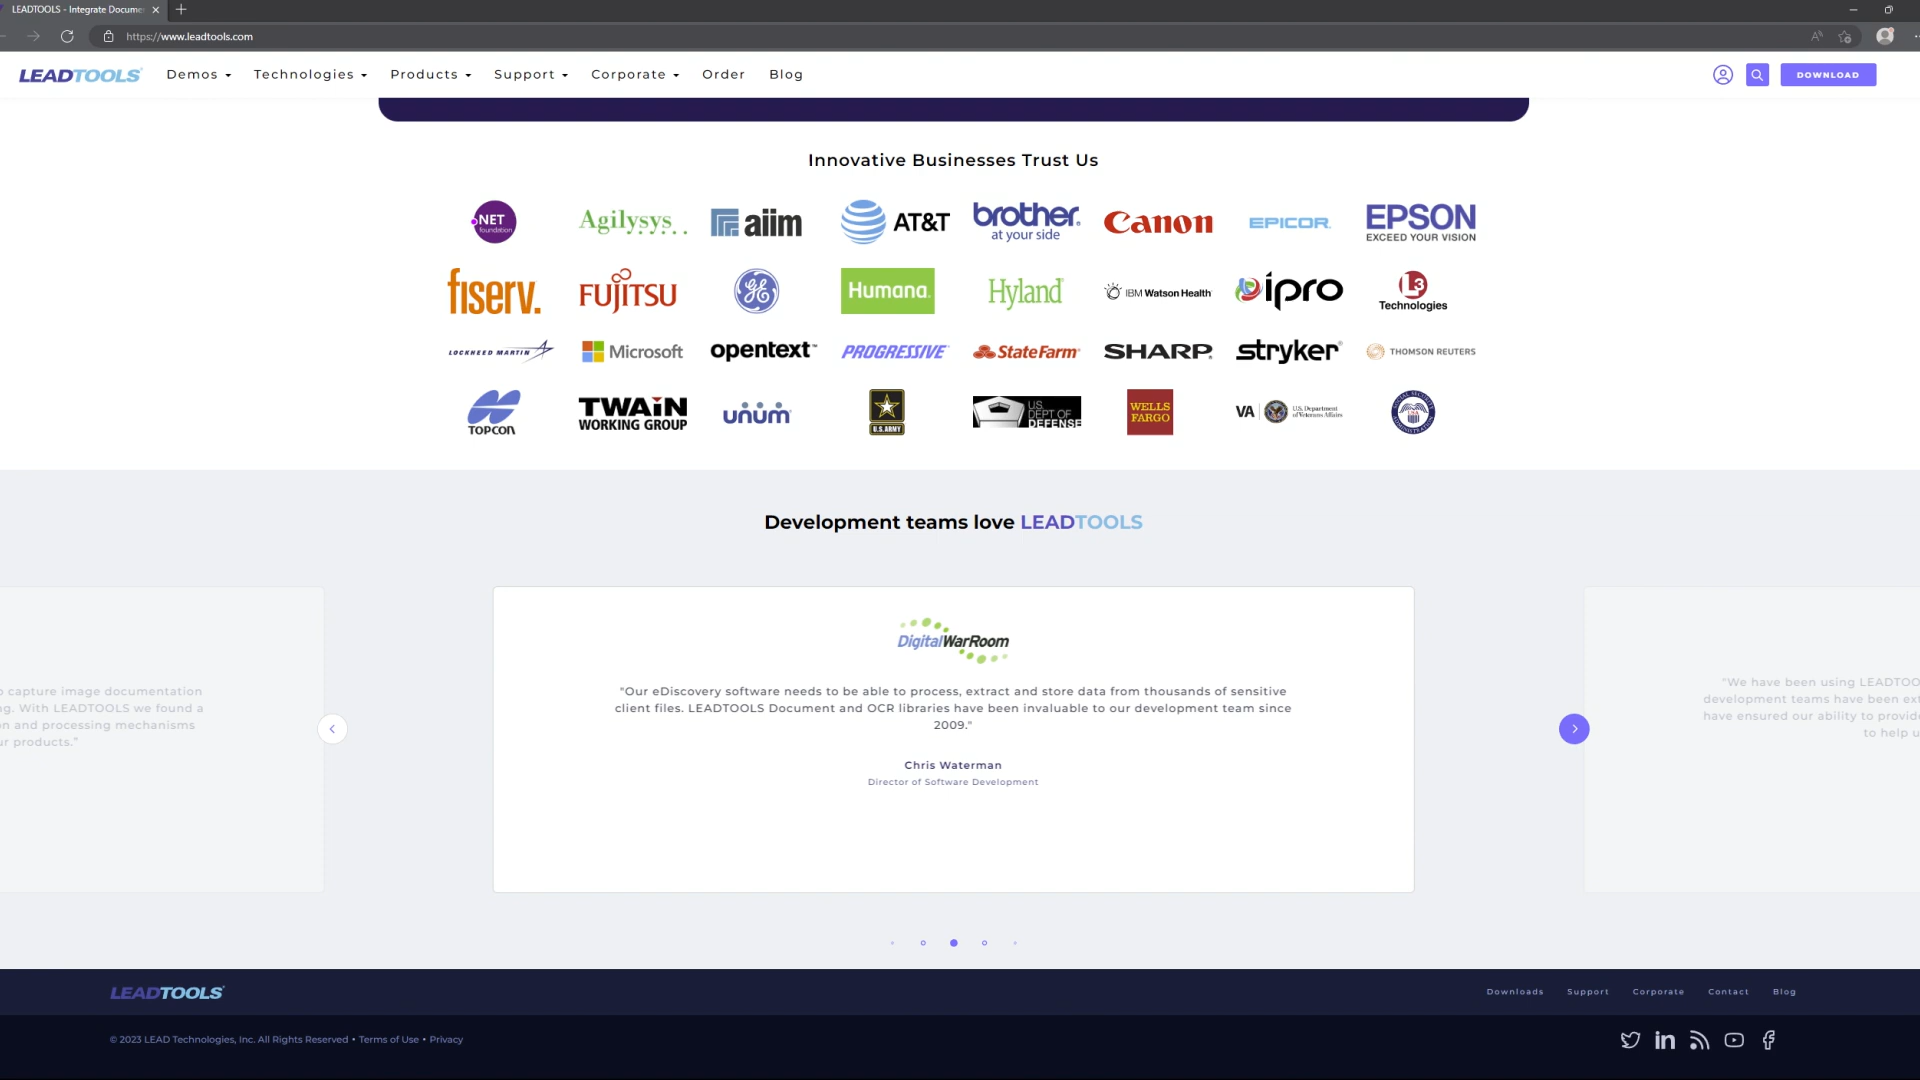 LEADTOOLS - Integrate Docume
https://www.leadtools.com
LEADTOOLS Demos Technologies Products Support Corporate Order Blog DOWNLOAD
Innovative Businesses Trust Us
.NET foundation Agilysys aiim AT&T brother at your side Canon EPICOR EPSON EXCEED YOUR VISION
fiserv. FUJITSU GE Humana. Hyland IBM Watson Health ipro L3 Technologies
LOCKHEED MARTIN Microsoft opentext™ PROGRESSIVE StateFarm SHARP stryker THOMSON REUTERS
TOPCON TWAIN WORKING GROUP unum U.S.ARMY U.S. DEPT OF DEFENSE WELLS FARGO VA U.S. Department of Veterans Affairs USA
Development teams love LEADTOOLS
DigitalWarRoom
"Our eDiscovery software needs to be able to process, extract and store data from thousands of sensitive
client files. LEADTOOLS Document and OCR libraries have been invaluable to our development team since
2009."
Chris Waterman
Director of Software Development
capture image documentation
With LEADTOOLS we found a
and processing mechanisms
products."
"We have been using LEADTOO
development teams have been ex
have ensured our ability to provid
to help u
LEADTOOLS Downloads Support Corporate Contact Blog
© 2023 LEAD Technologies, Inc. All Rights Reserved • Terms of Use • Privacy